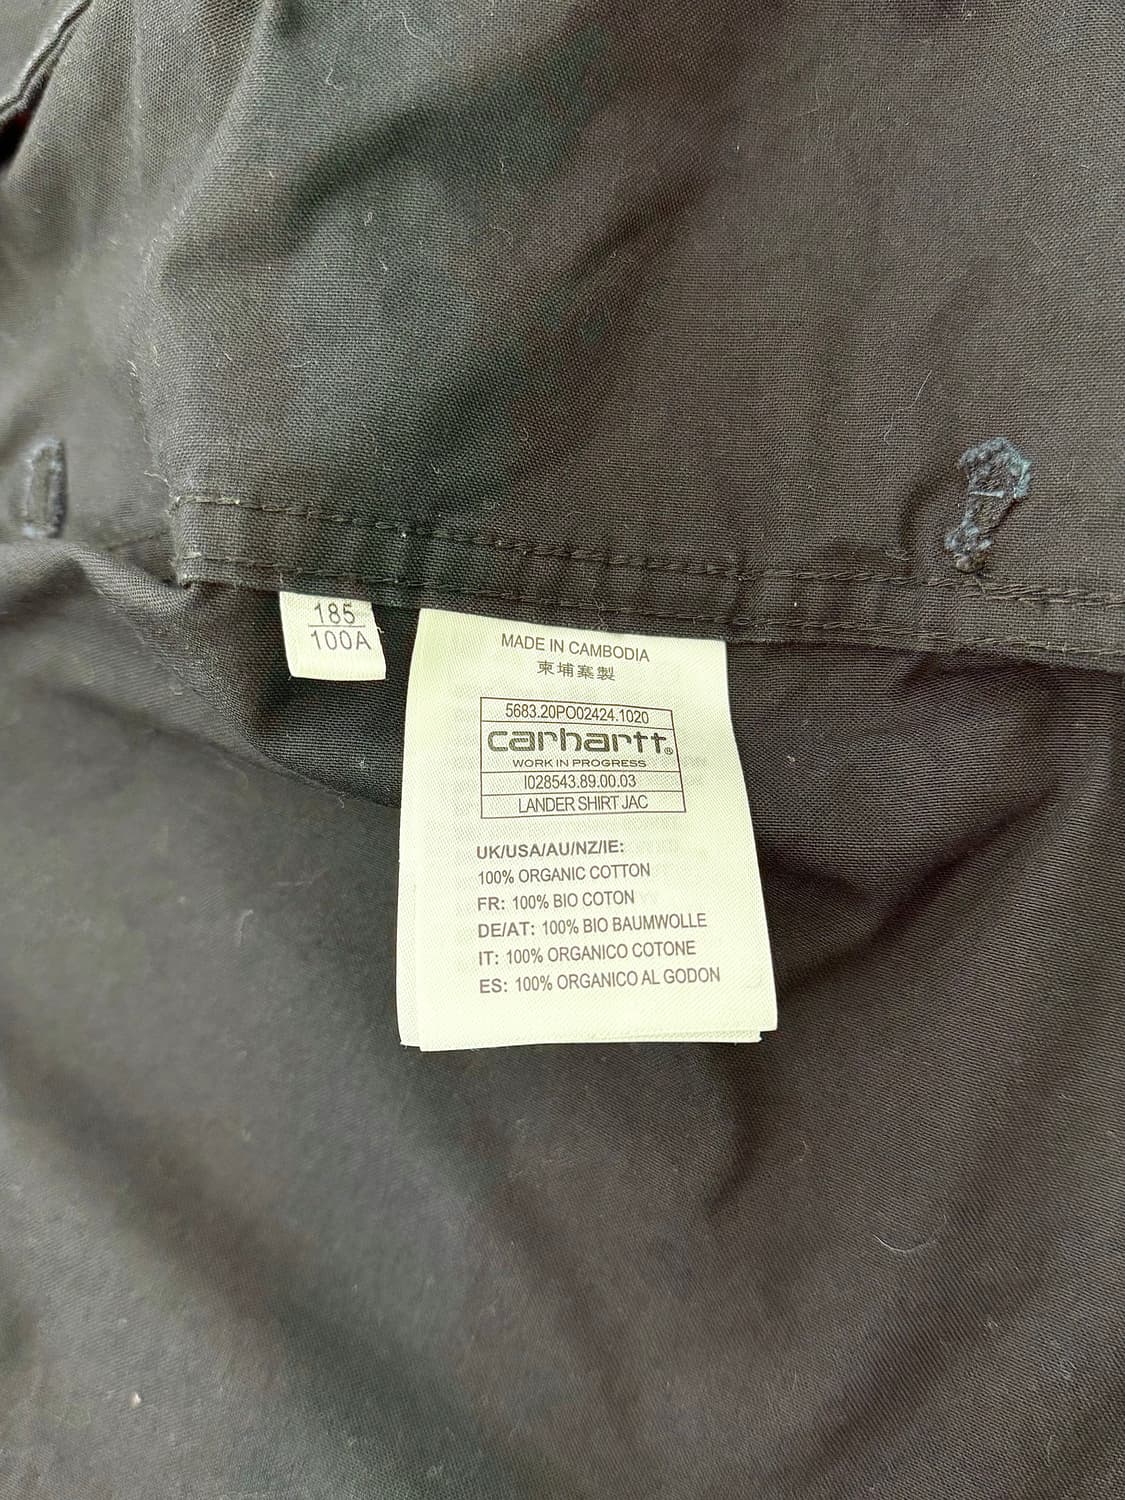 185
100A
MADE IN CAMBODIA
柬埔寨製
5683.20PO02424.1020
carhartt®
WORK IN PROGRESS
I028543.89.00.03
LANDER SHIRT JAC
UK/USA/AU/NZ/IE:
100% ORGANIC COTTON
FR: 100% BIO COTON
DE/AT: 100% BIO BAUMWOLLE
IT: 100% ORGANICO COTONE
ES: 100% ORGANICO AL GODON